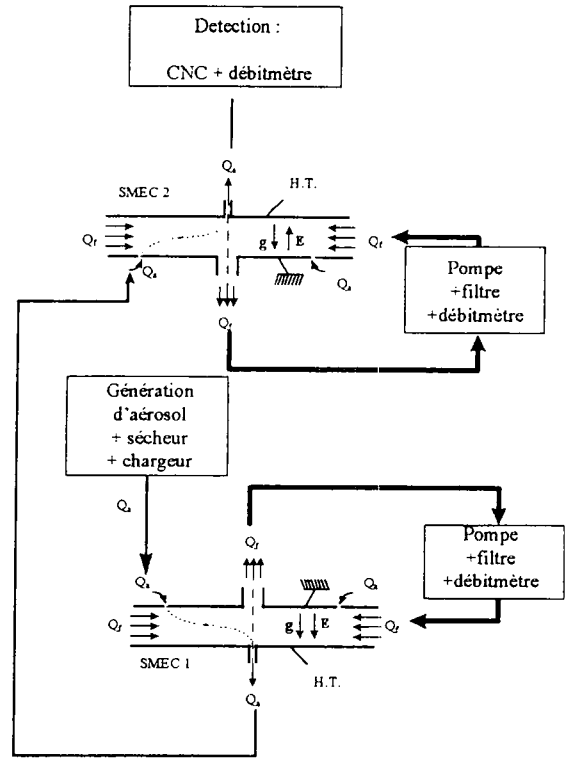 Detection :
CNC + débitmètre
Qa
SMEC 2
H.T.
Qf
g
E
Qf
Qa
Qa
Qf
Pompe
+filtre
+débitmètre
Génération
d'aérosol
+ sécheur
+ chargeur
Qa
Qf
Pompe
+filtre
+débitmètre
Qa
Qa
Qf
g
E
Qf
SMEC 1
H.T.
Qa